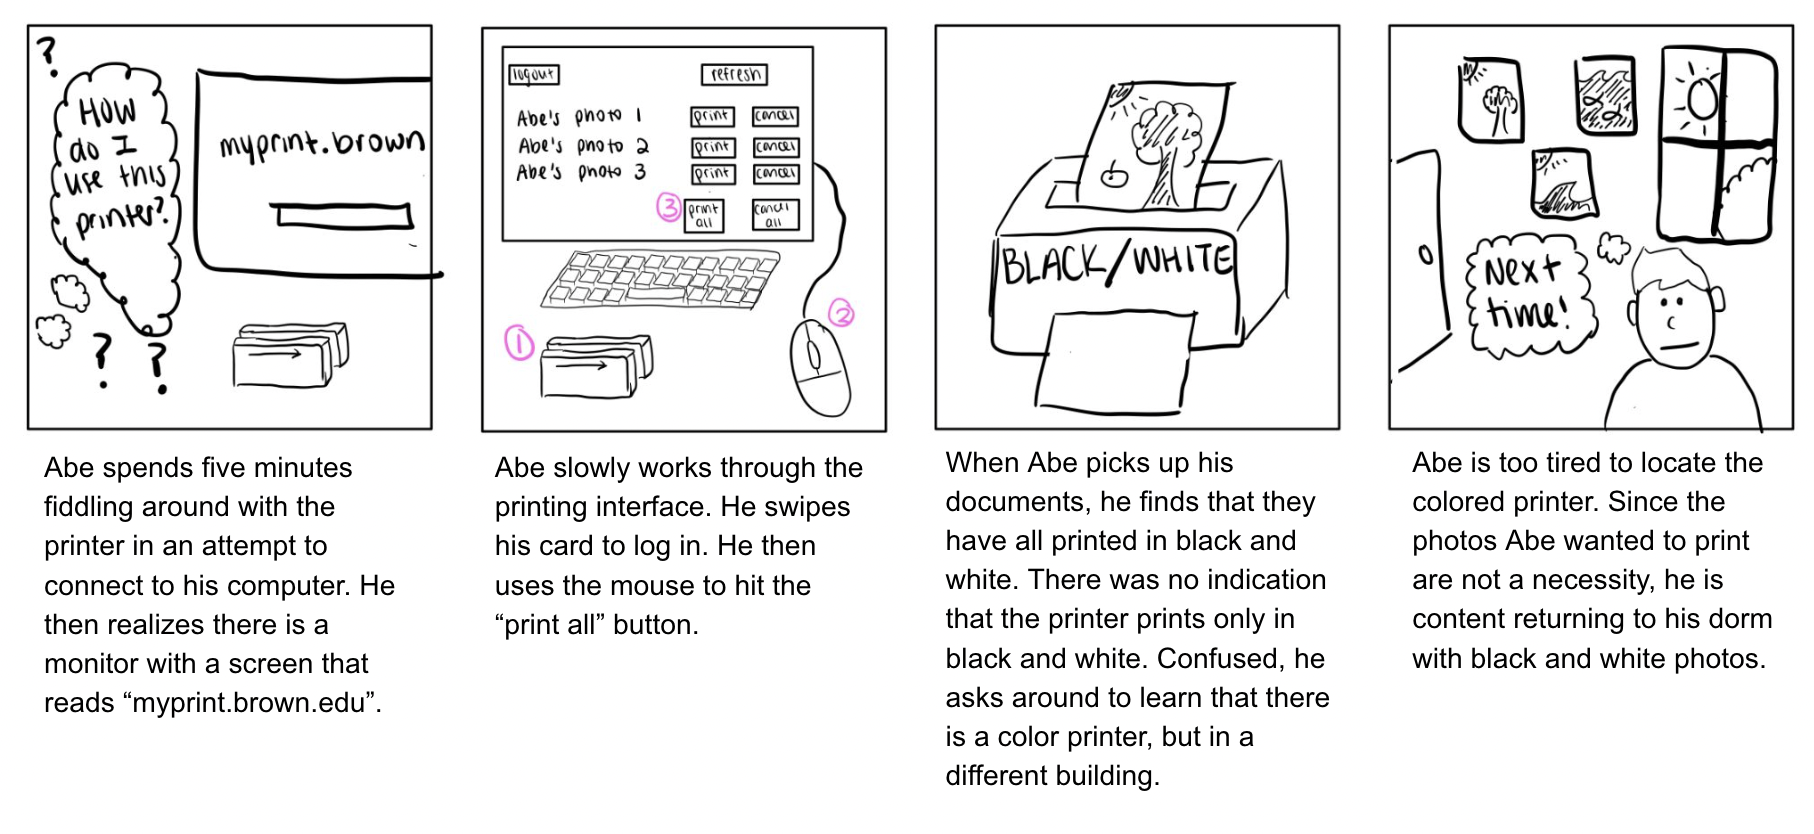 ?
HOW
do I
use this
printer?
? ?
myprint.brown
logout refresh
Abe's photo 1 print cancel
Abe's photo 2 print cancel
Abe's photo 3 print cancel
③ print all cancel all
①
②
BLACK/WHITE
Next
time!
Abe spends five minutes
fiddling around with the
printer in an attempt to
connect to his computer. He
then realizes there is a
monitor with a screen that
reads “myprint.brown.edu”.
Abe slowly works through the
printing interface. He swipes
his card to log in. He then
uses the mouse to hit the
“print all” button.
When Abe picks up his
documents, he finds that they
have all printed in black and
white. There was no indication
that the printer prints only in
black and white. Confused, he
asks around to learn that there
is a color printer, but in a
different building.
Abe is too tired to locate the
colored printer. Since the
photos Abe wanted to print
are not a necessity, he is
content returning to his dorm
with black and white photos.